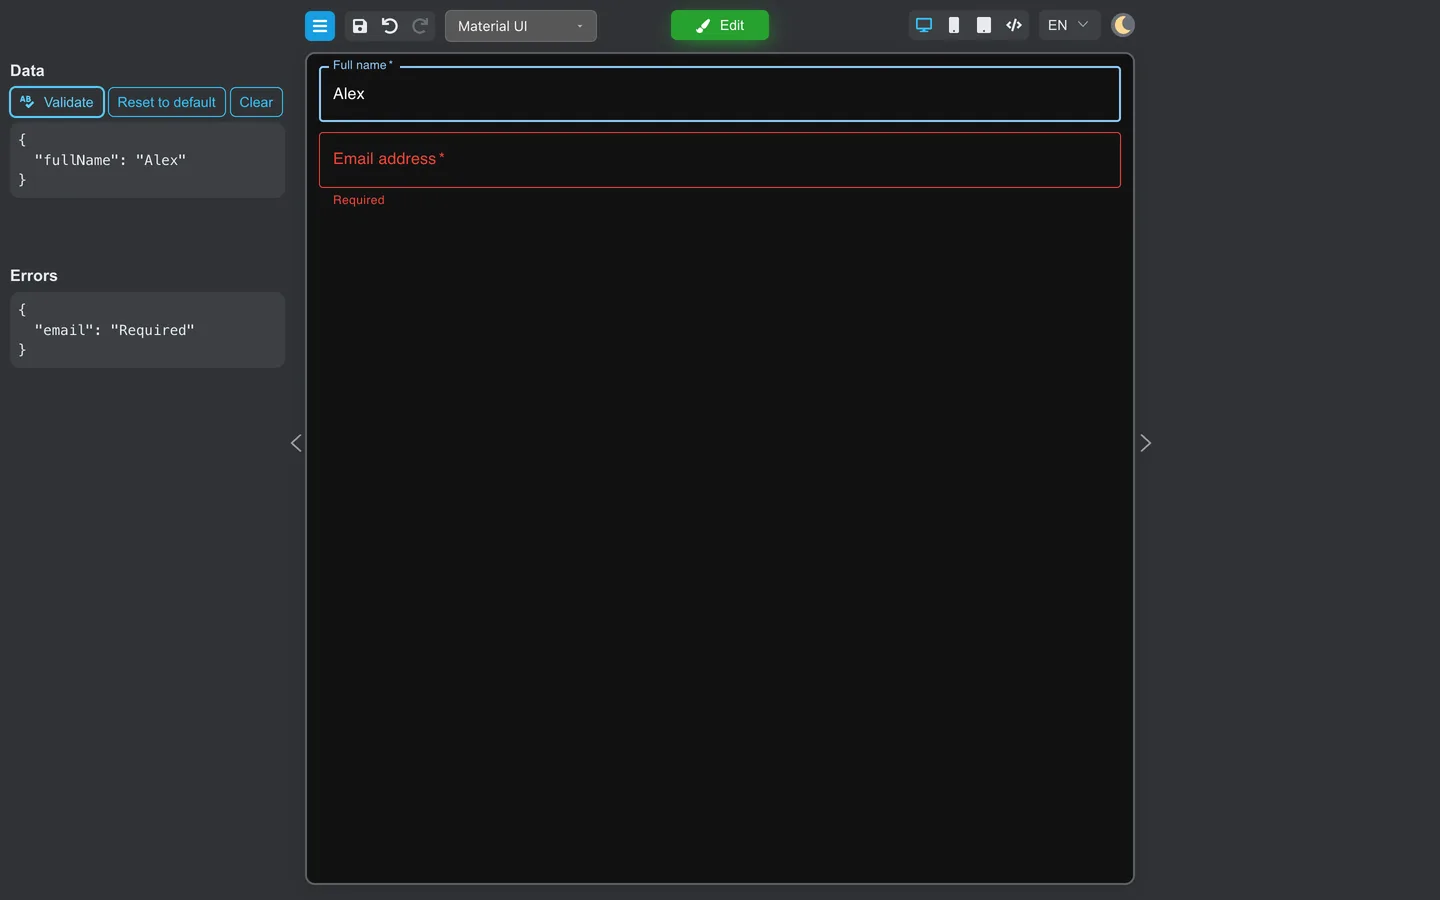 Material UI
Edit
EN
Data
AB
Validate
Reset to default
Clear
{
"fullName": "Alex"
}
Errors
{
"email": "Required"
}
Full name *
Alex
Email address *
Required